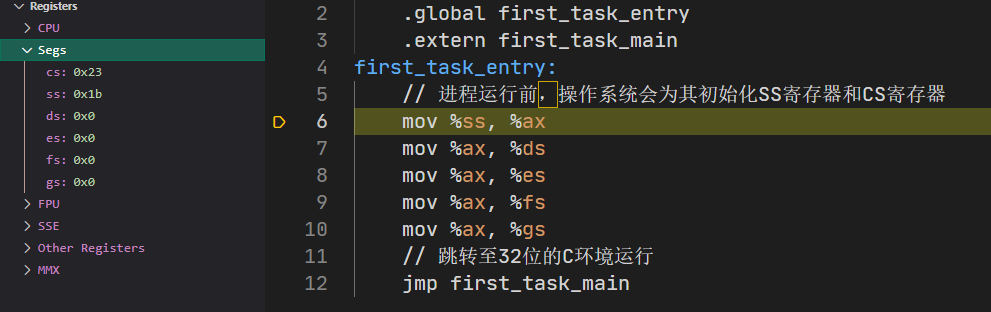 Registers
CPU
Segs
cs: 0x23
ss: 0x1b
ds: 0x0
es: 0x0
fs: 0x0
gs: 0x0
FPU
SSE
Other Registers
MMX
2 .global first_task_entry
3 .extern first_task_main
4 first_task_entry:
5 // 进程运行前，操作系统会为其初始化SS寄存器和CS寄存器
6 mov %ss, %ax
7 mov %ax, %ds
8 mov %ax, %es
9 mov %ax, %fs
10 mov %ax, %gs
11 // 跳转至32位的C环境运行
12 jmp first_task_main